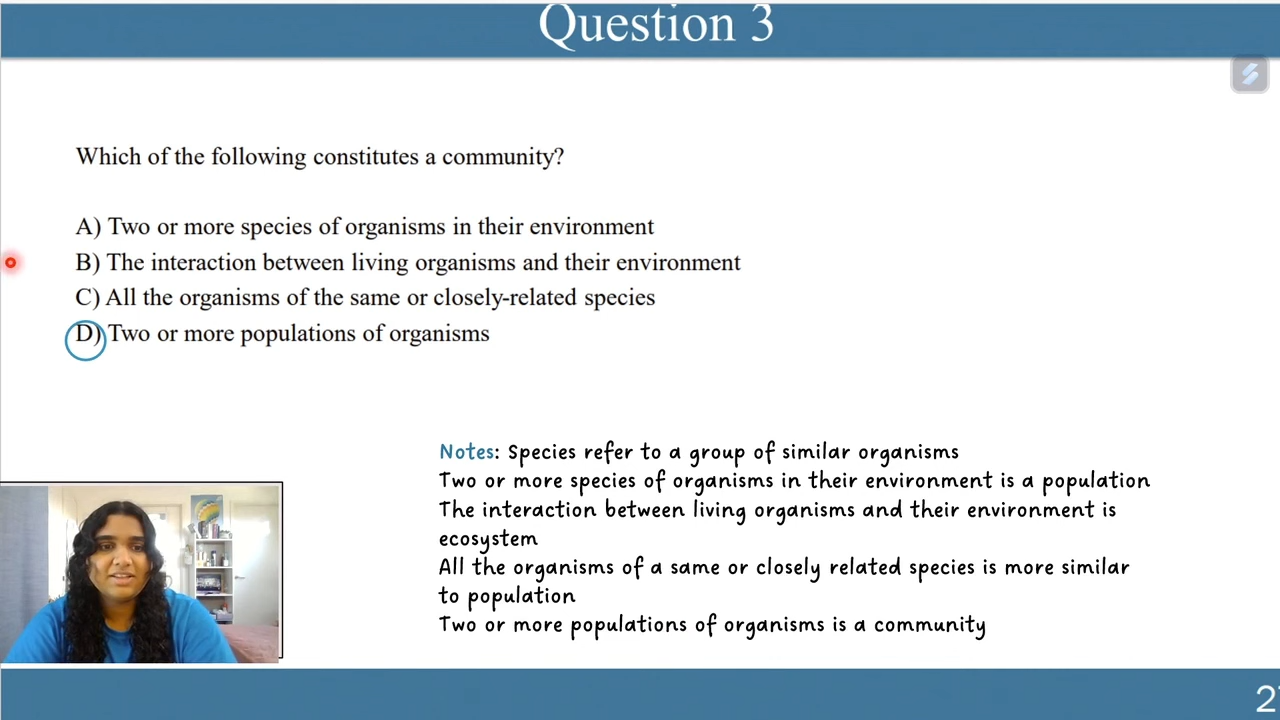 Question 3
Which of the following constitutes a community?
A) Two or more species of organisms in their environment
B) The interaction between living organisms and their environment
C) All the organisms of the same or closely-related species
D) Two or more populations of organisms
Notes: Species refer to a group of similar organisms
Two or more species of organisms in their environment is a population
The interaction between living organisms and their environment is
ecosystem
All the organisms of a same or closely related species is more similar
to population
Two or more populations of organisms is a community